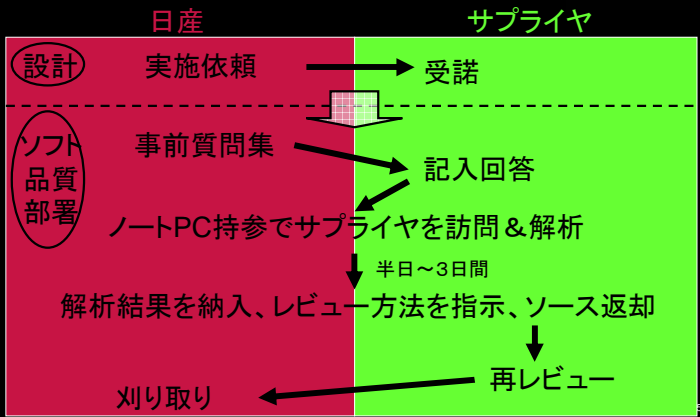 日産
サプライヤ
設計
実施依頼
受諾
ソフト
品質
部署
事前質問集
記入回答
ノートPC持参でサプライヤを訪問＆解析
半日～3日間
解析結果を納入、レビュー方法を指示、ソース返却
再レビュー
刈り取り